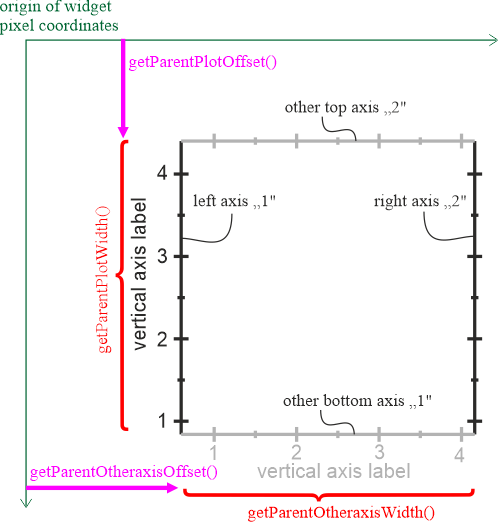 origin of widget
pixel coordinates
getParentPlotOffset()
other top axis „2"
4
left axis „1"
right axis „2"
vertical axis label
getParentPlotWidth()
3
2
1
other bottom axis „1"
1 2 3 4
vertical axis label
getParentOtheraxisOffset()
getParentOtheraxisWidth()